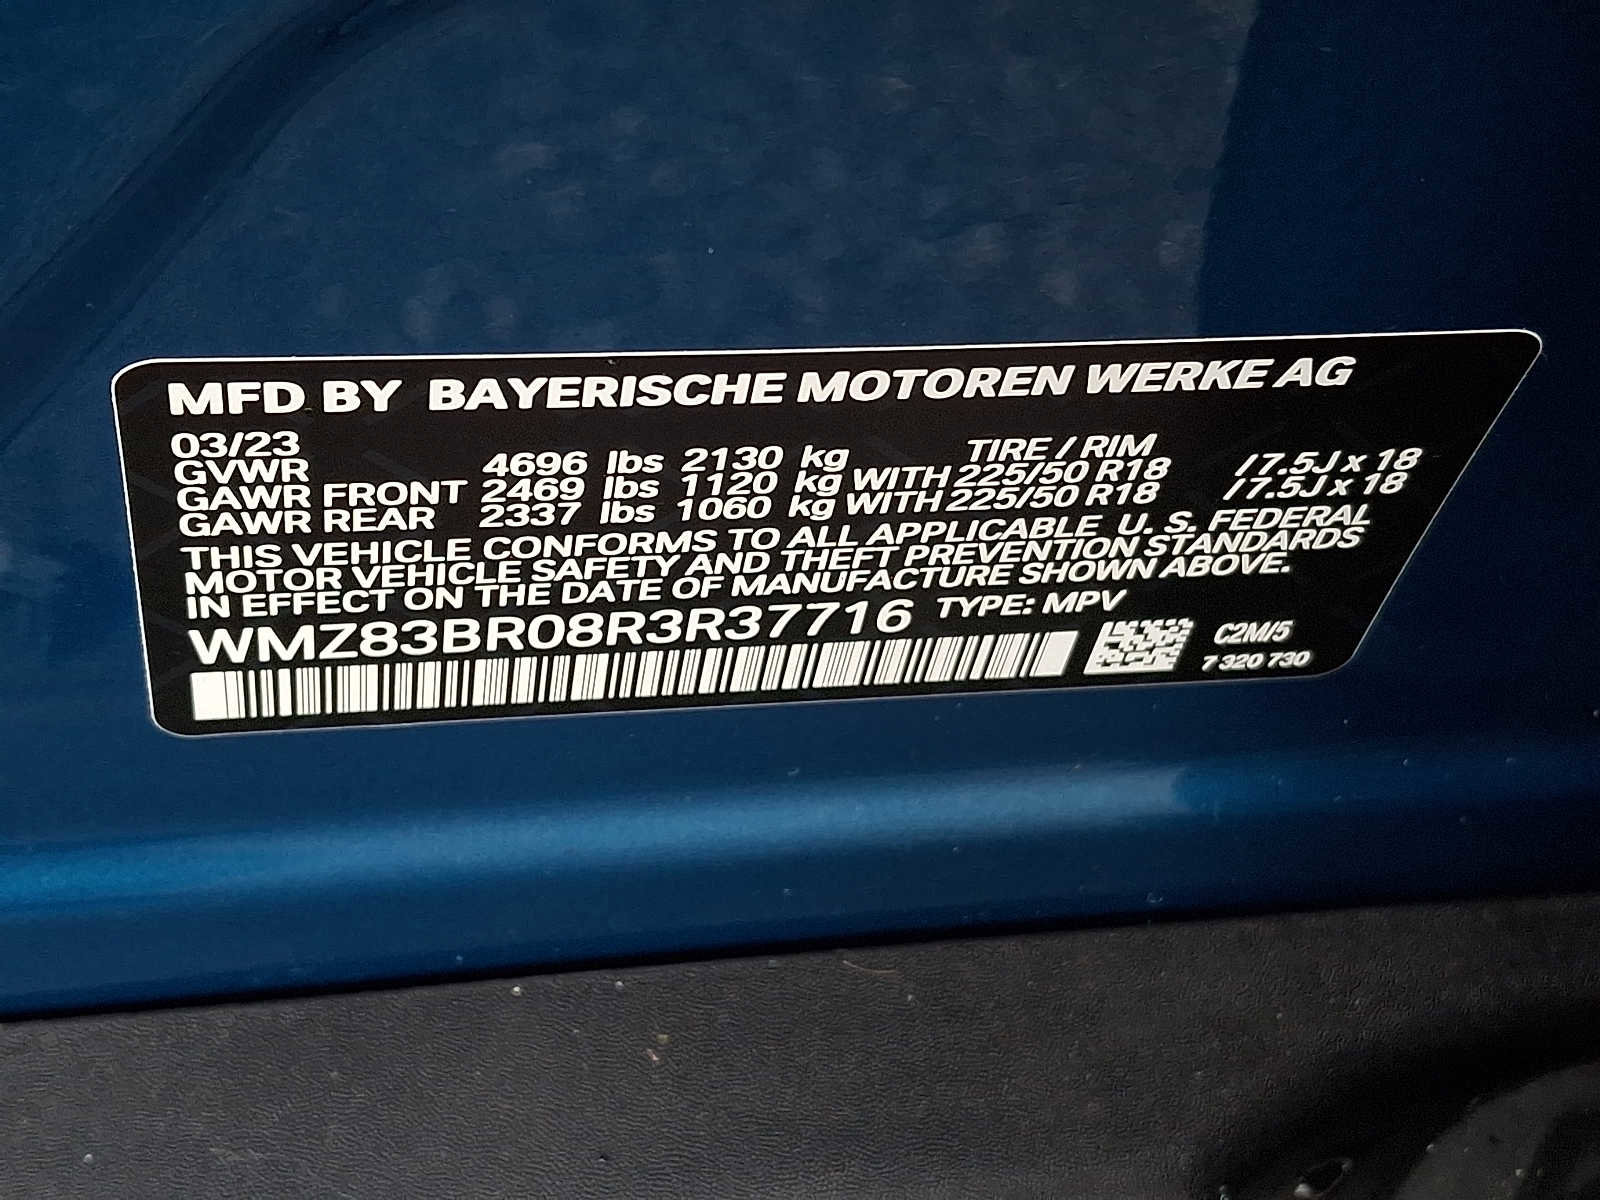 MFD BY BAYERISCHE MOTOREN WERKE AG
03/23 TIRE / RIM
GVWR 4696 lbs 2130 kg
GAWR FRONT 2469 lbs 1120 kg WITH 225/50 R18 / 7.5J x 18
GAWR REAR 2337 lbs 1060 kg WITH 225/50 R18 / 7.5J x 18
THIS VEHICLE CONFORMS TO ALL APPLICABLE U. S. FEDERAL
MOTOR VEHICLE SAFETY AND THEFT PREVENTION STANDARDS
IN EFFECT ON THE DATE OF MANUFACTURE SHOWN ABOVE.
WMZ83BR08R3R37716 TYPE: MPV
C2M/5
7 320 730